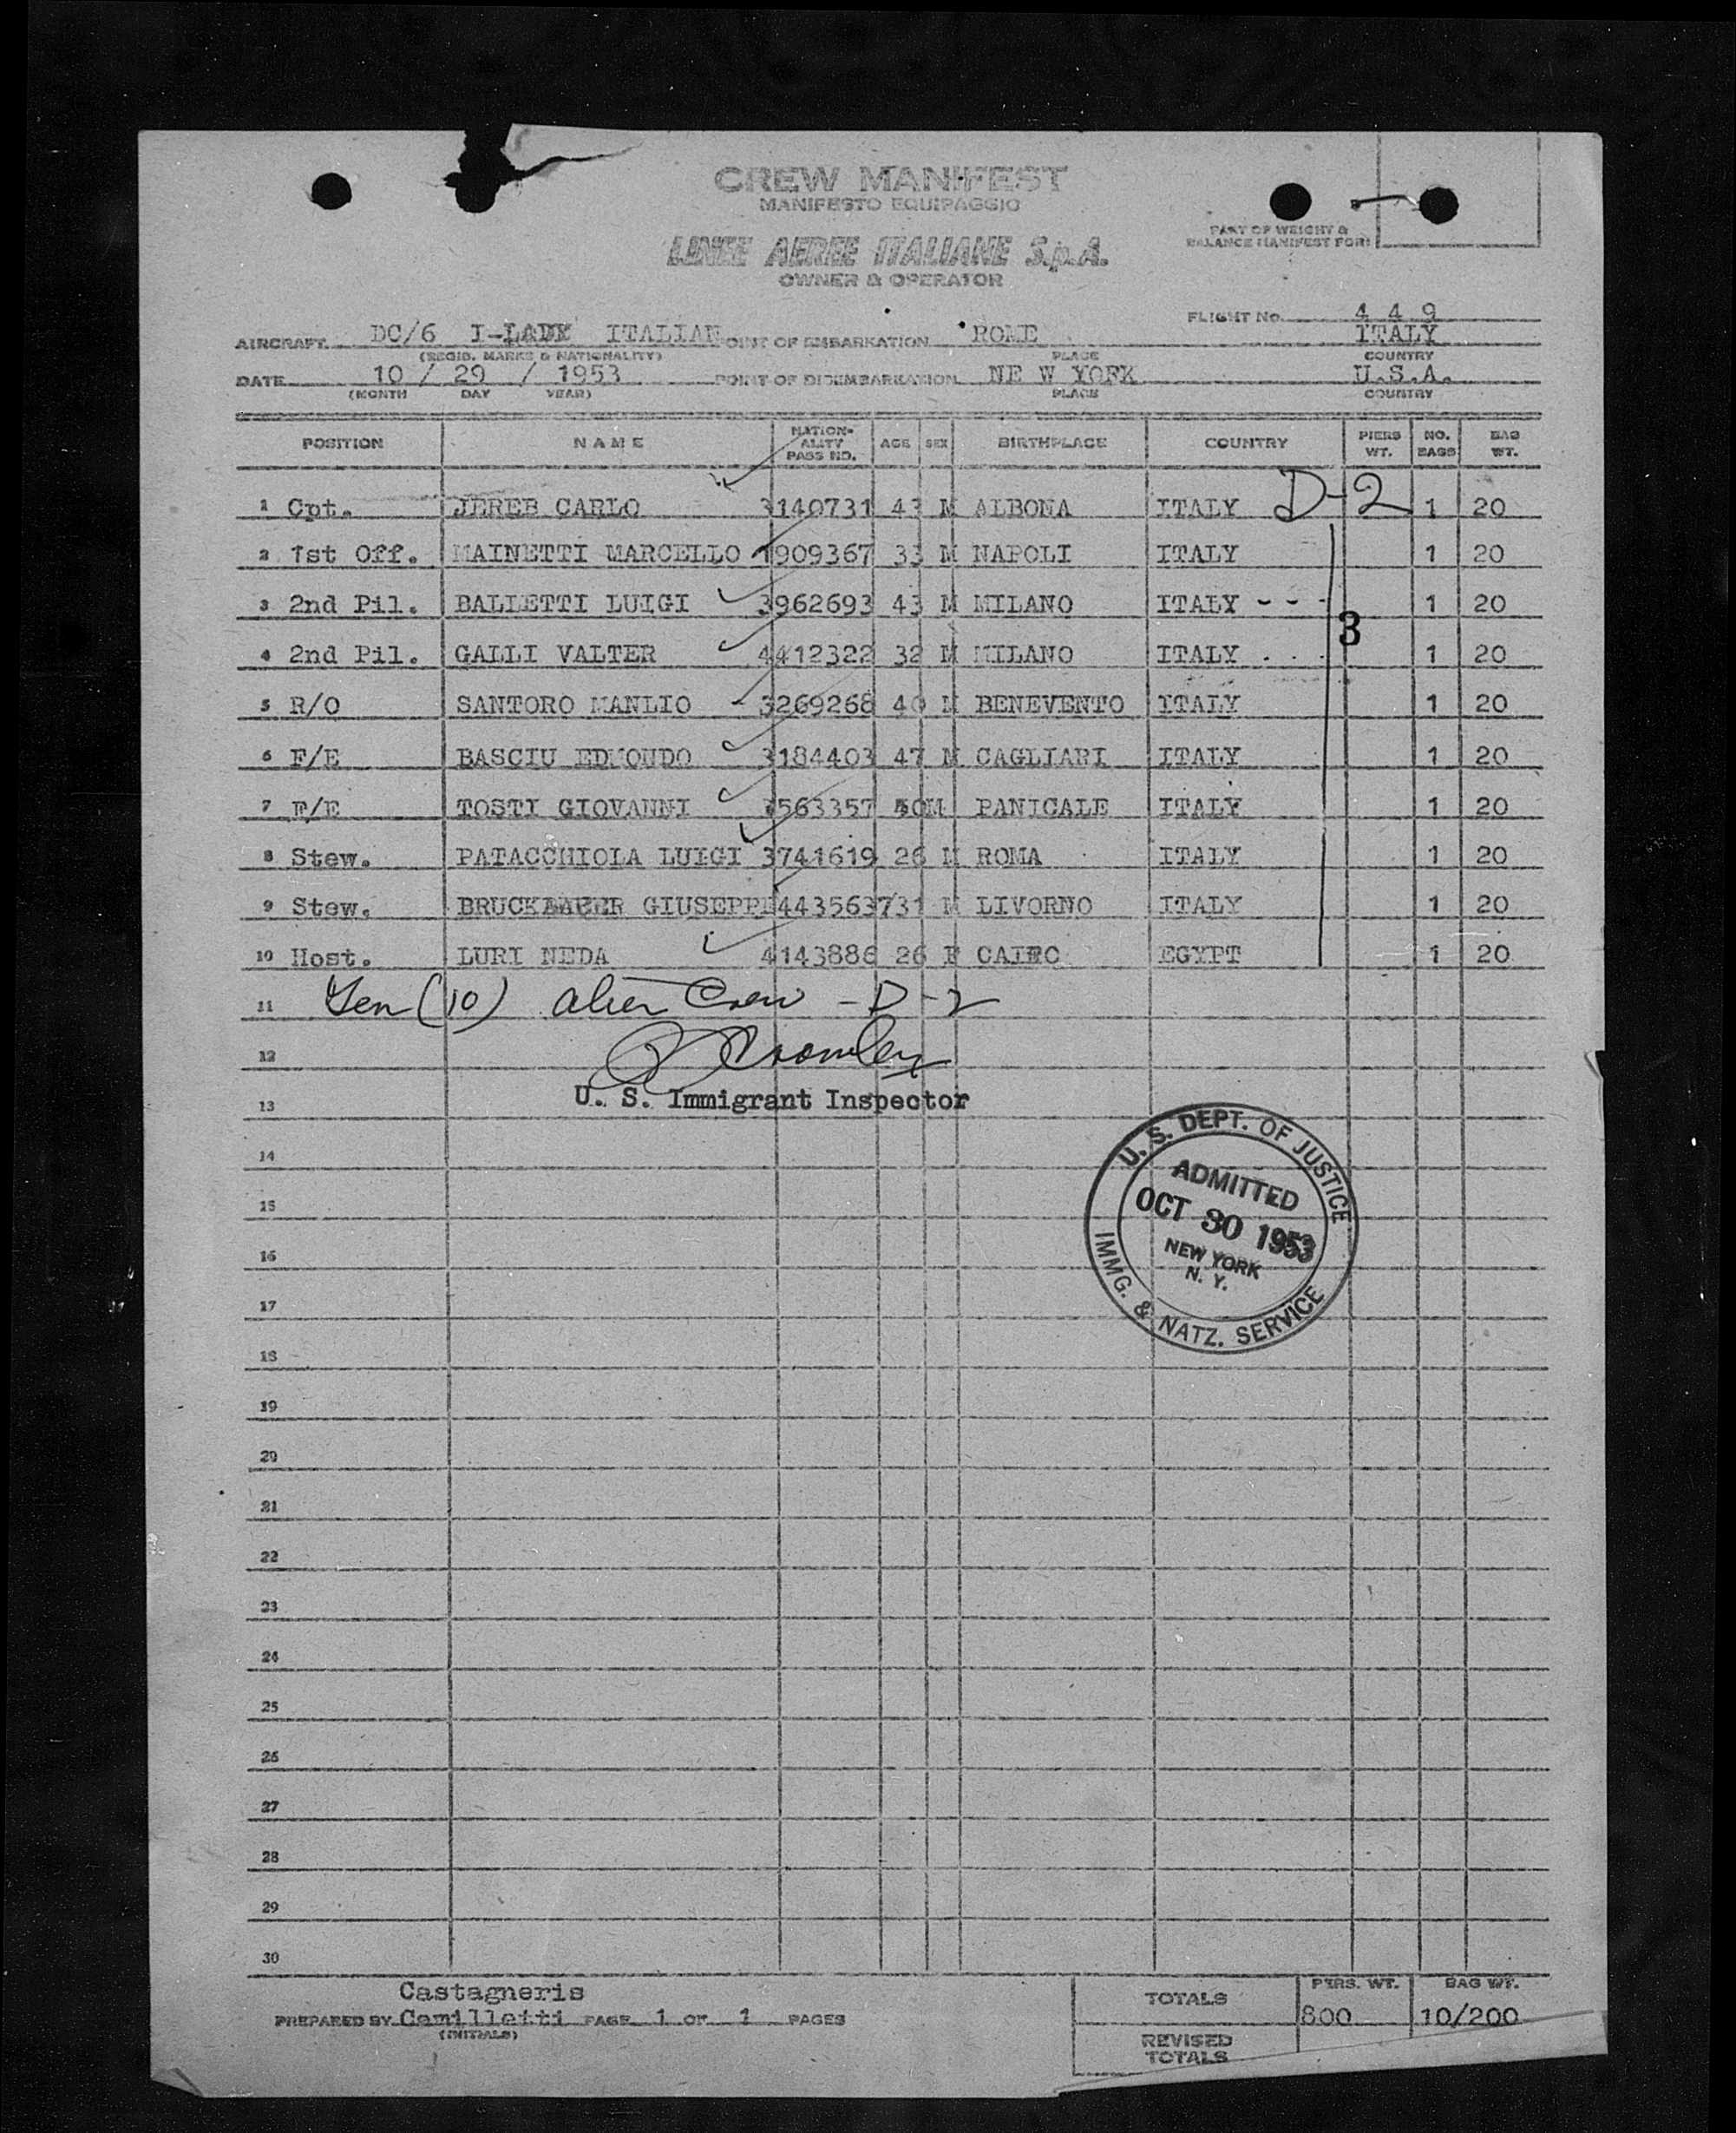 CREW MANIFEST
MANIFESTO EQUIPAGGIO
LINEE AEREE ITALIANE S.p.A.
OWNER & OPERATOR
PART OF WEIGHT &
BALANCE MANIFEST FOR:
FLIGHT No. 4 4 9
AIRCRAFT DC/6 ITALIAN POINT OF EMBARKATION ROME ITALY
(REGIS. MARKS & NATIONALITY) PLACE COUNTRY
DATE 10 / 29 / 1953 POINT OF DISEMBARKATION NE W YORK U.S.A.
(MONTH DAY YEAR) PLACE COUNTRY
POSITION NAME NATION-ALITY PASS NO. AGE SEX BIRTHPLACE COUNTRY PIERS WT. NO. BAGS BAG WT.
1 Cpt. JEREB CARLO 3140731 43 M ALBONA ITALY D-2 1 20
2 1st Off. MAINETTI MARCELLO 1909367 33 M NAPOLI ITALY 1 20
3 2nd Pil. BALLETTI LUIGI 3962693 43 M MILANO ITALY - - - 1 20
3
4 2nd Pil. GALLI VALTER 4412322 32 M MILANO ITALY 1 20
5 R/O SANTORO MANLIO 3269268 40 M BENEVENTO ITALY 1 20
6 F/E BASCIU EDMONDO 3184403 47 M CAGLIARI ITALY 1 20
7 F/E TOSTI GIOVANNI M PANICALE ITALY 1 20
8 Stew. PATACCHIOLA LUIGI 3741619 26 M ROMA ITALY 1 20
9 Stew. GIUSEPPE 4435637/31 M LIVORNO ITALY 1 20
10 Host. LURI NEDA 4143886 26 F CAIRO EGYPT 1 20
11 Ten (10) alien Crew - D-2
12
U. S. Immigrant Inspector
13
U. S. DEPT. OF JUSTICE
ADMITTED
OCT 30 1953
NEW YORK
N. Y.
IMMG. & NATZ. SERVICE
14
15
16
17
18
19
20
21
22
23
24
25
26
27
28
29
30
Castagneris
PREPARED BY Camilletti PAGE 1 OF 1 PAGES
(INITIALS)
PERS. WT. BAG WT.
TOTALS 800 10/200
REVISED
TOTALS